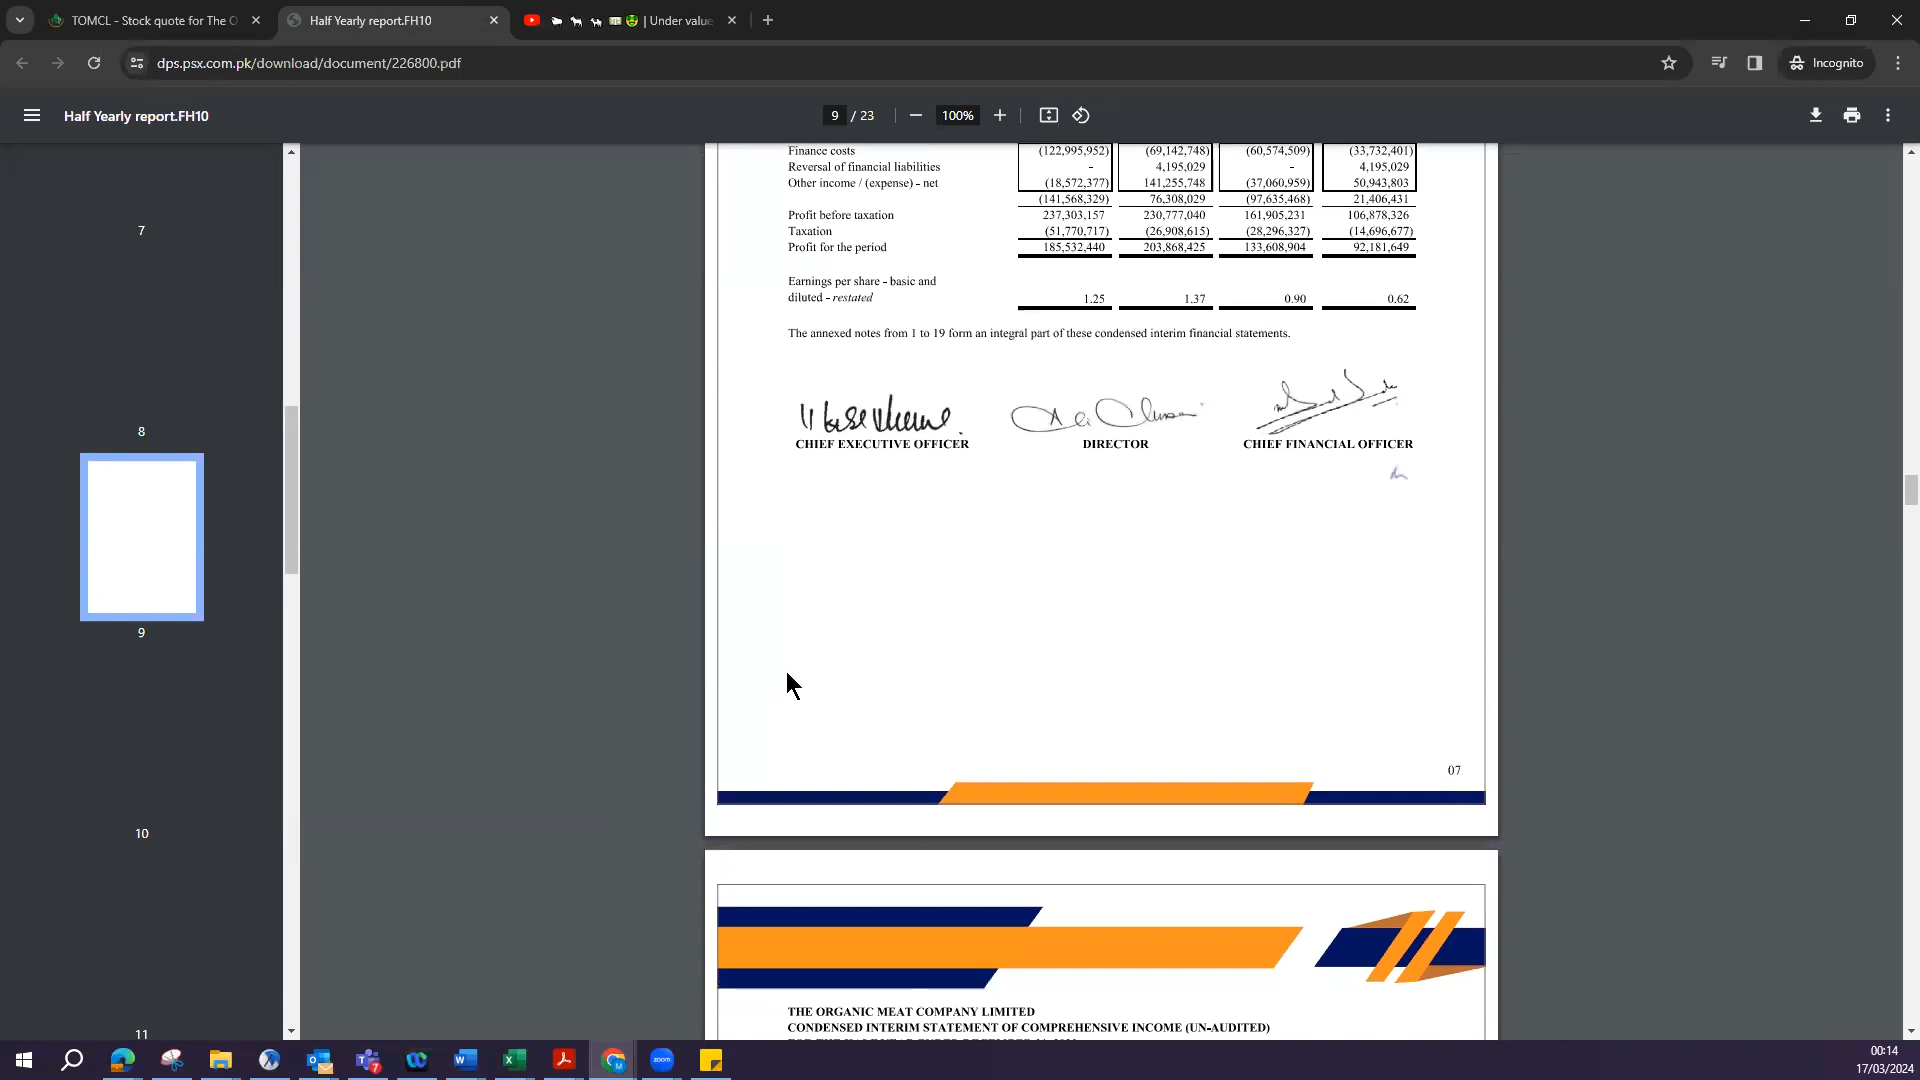 TOMCL - Stock quote for The O
Half Yearly report.FH10
| Under value
dps.psx.com.pk/download/document/226800.pdf
Incognito
Half Yearly report.FH10
9 / 23
100%
7
8
9
10
11
Finance costs (122,995,952) (69,142,748) (60,574,509) (33,732,401)
Reversal of financial liabilities - 4,195,029 - 4,195,029
Other income / (expense) - net (18,572,377) 141,255,748 (37,060,959) 50,943,803
(141,568,329) 76,308,029 (97,635,468) 21,406,431
Profit before taxation 237,303,157 230,777,040 161,905,231 106,878,326
Taxation (51,770,717) (26,908,615) (28,296,327) (14,696,677)
Profit for the period 185,532,440 203,868,425 133,608,904 92,181,649
Earnings per share - basic and
diluted - restated 1.25 1.37 0.90 0.62
The annexed notes from 1 to 19 form an integral part of these condensed interim financial statements.
CHIEF EXECUTIVE OFFICER DIRECTOR CHIEF FINANCIAL OFFICER
07
THE ORGANIC MEAT COMPANY LIMITED
CONDENSED INTERIM STATEMENT OF COMPREHENSIVE INCOME (UN-AUDITED)
7
zoom
00:14
17/03/2024